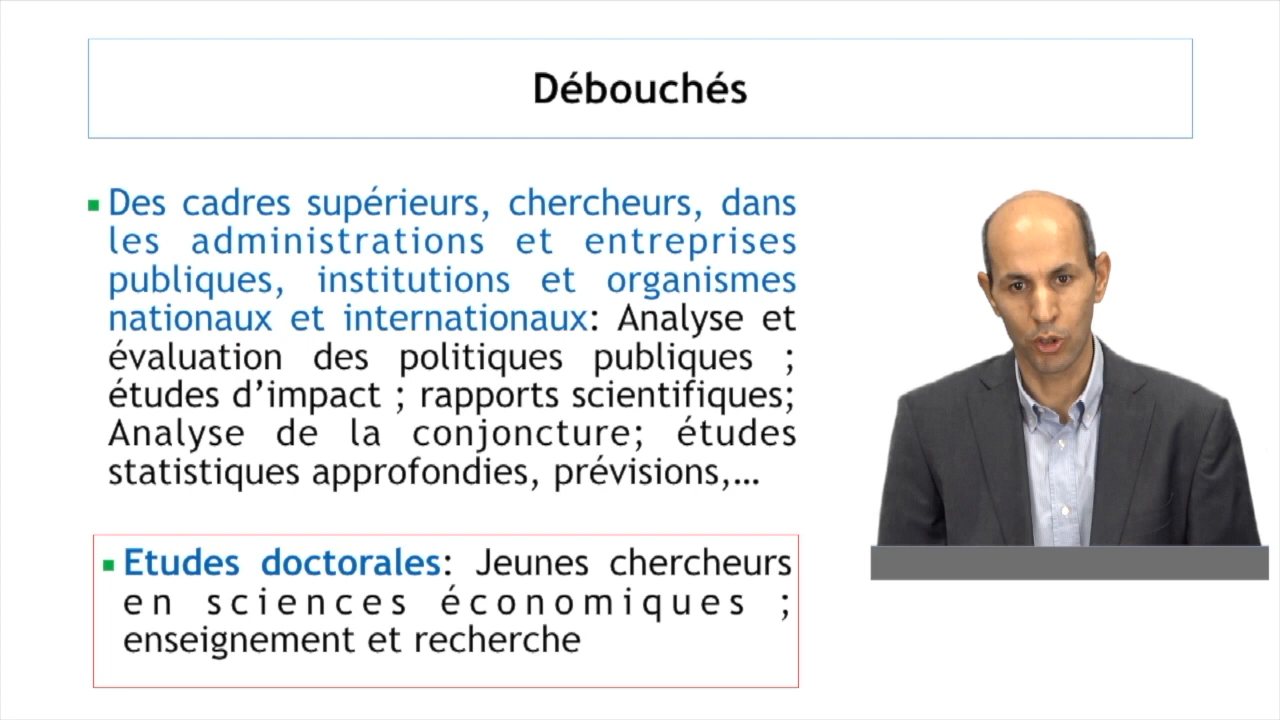 Débouchés
Des cadres supérieurs, chercheurs, dans
les administrations et entreprises
publiques, institutions et organismes
nationaux et internationaux: Analyse et
évaluation des politiques publiques ;
études d’impact ; rapports scientifiques;
Analyse de la conjoncture; études
statistiques approfondies, prévisions,…
Etudes doctorales: Jeunes chercheurs
en sciences économiques ;
enseignement et recherche